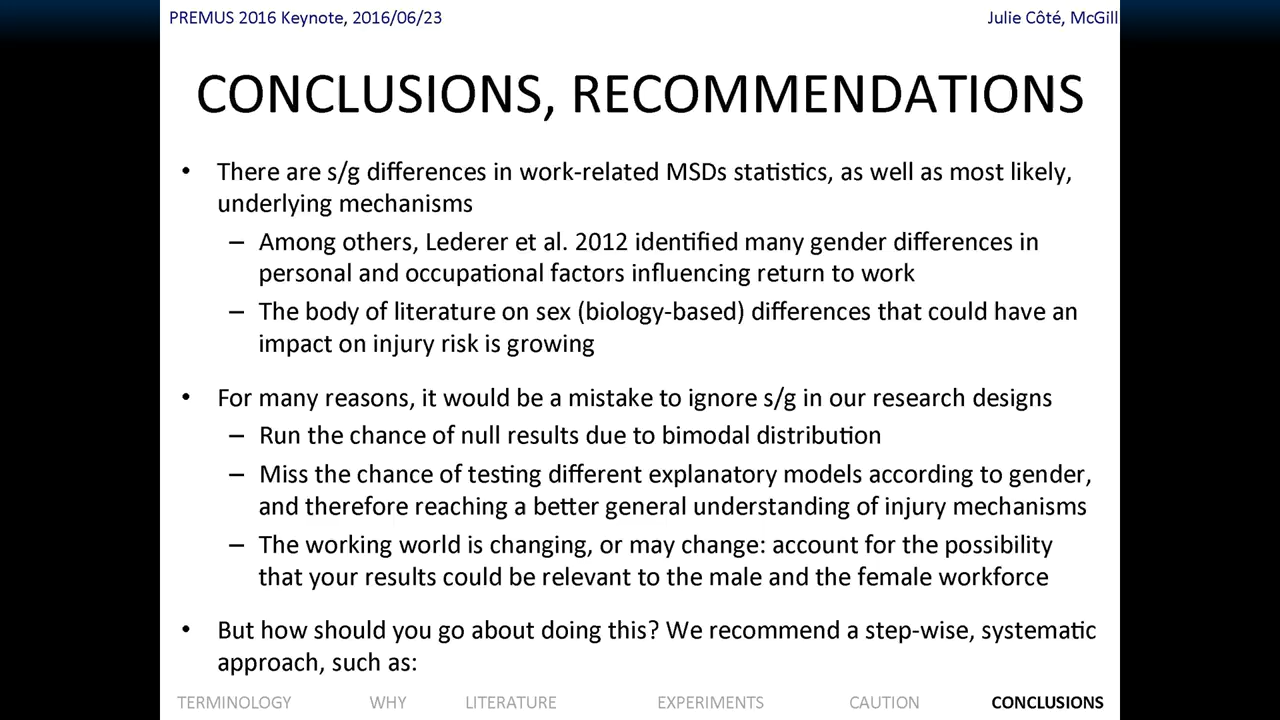 PREMUS 2016 Keynote, 2016/06/23
Julie Côté, McGill
CONCLUSIONS, RECOMMENDATIONS
• There are s/g differences in work-related MSDs statistics, as well as most likely,
underlying mechanisms
– Among others, Lederer et al. 2012 identified many gender differences in
personal and occupational factors influencing return to work
– The body of literature on sex (biology-based) differences that could have an
impact on injury risk is growing
• For many reasons, it would be a mistake to ignore s/g in our research designs
– Run the chance of null results due to bimodal distribution
– Miss the chance of testing different explanatory models according to gender,
and therefore reaching a better general understanding of injury mechanisms
– The working world is changing, or may change: account for the possibility
that your results could be relevant to the male and the female workforce
• But how should you go about doing this? We recommend a step-wise, systematic
approach, such as:
TERMINOLOGY WHY LITERATURE EXPERIMENTS CAUTION CONCLUSIONS